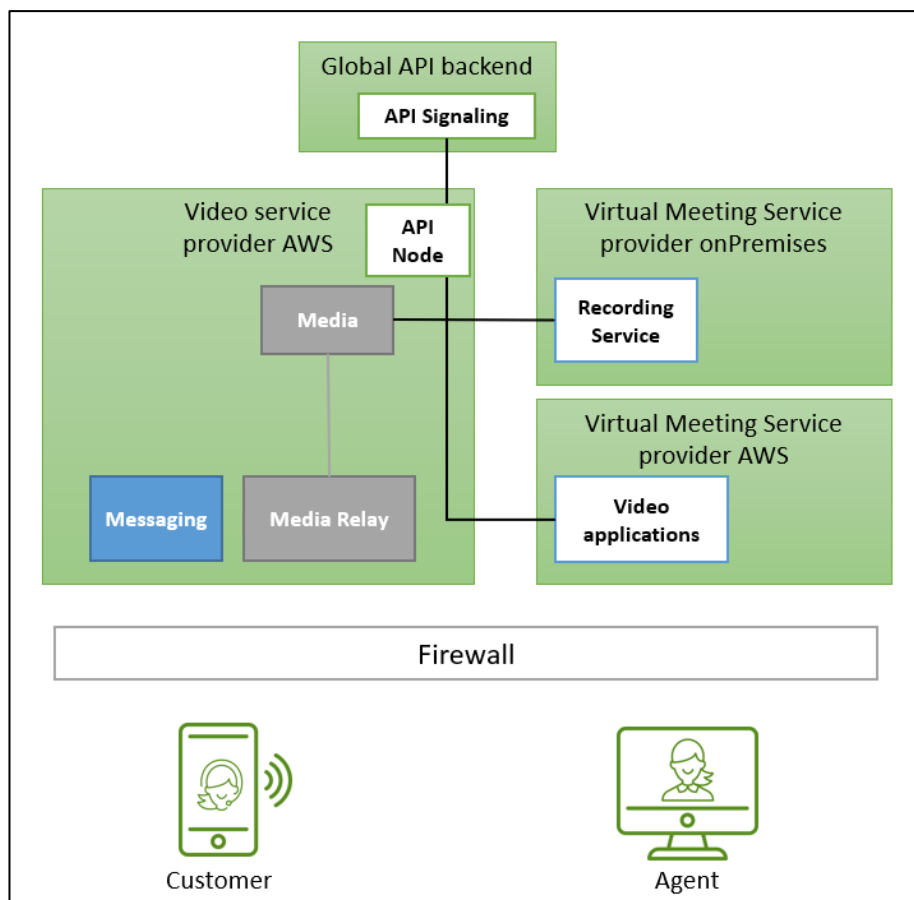 Global API backend
API Signaling
Video service
provider AWS
API
Node
Media
Messaging
Media Relay
Virtual Meeting Service
provider onPremises
Recording
Service
Virtual Meeting Service
provider AWS
Video
applications
Firewall
Customer
Agent